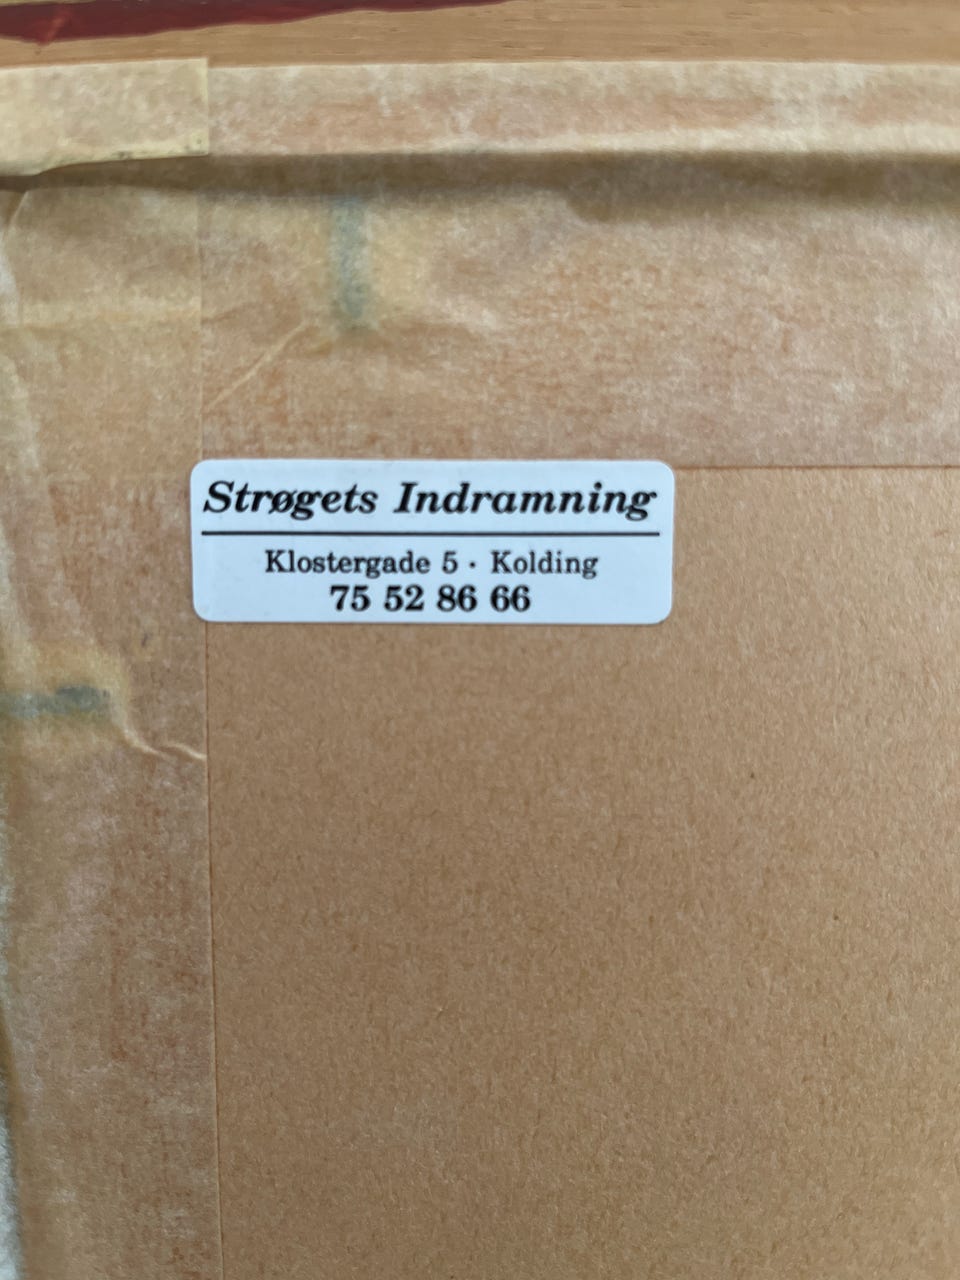 Strøgets Indramning
Klostergade 5 · Kolding
75 52 86 66